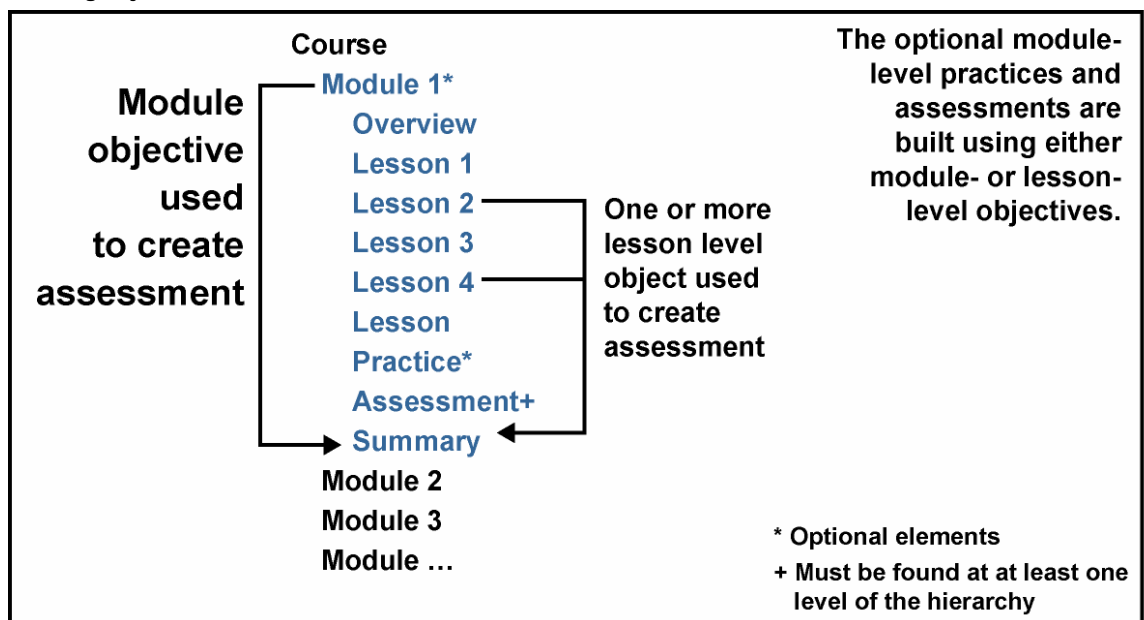 Course
Module 1*
Overview
Lesson 1
Lesson 2
Lesson 3
Lesson 4
Lesson
Practice*
Assessment+
Summary
Module 2
Module 3
Module ...
Module
objective
used
to create
assessment
One or more
lesson level
object used
to create
assessment
The optional module-
level practices and
assessments are
built using either
module- or lesson-
level objectives.
* Optional elements
+ Must be found at at least one
level of the hierarchy